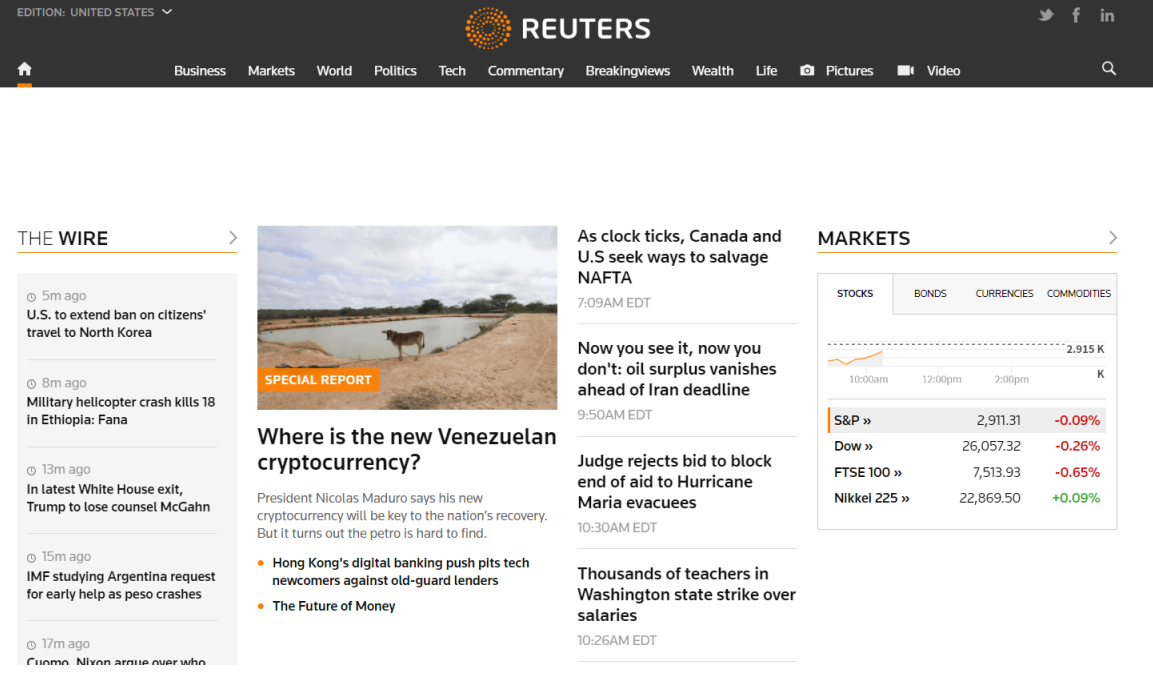 EDITION: UNITED STATES
REUTERS
Business Markets World Politics Tech Commentary Breakingviews Wealth Life Pictures Video
THE WIRE
5m ago
U.S. to extend ban on citizens'
travel to North Korea
8m ago
Military helicopter crash kills 18
in Ethiopia: Fana
13m ago
In latest White House exit,
Trump to lose counsel McGahn
15m ago
IMF studying Argentina request
for early help as peso crashes
17m ago
Cuomo, Nixon argue over who
SPECIAL REPORT
Where is the new Venezuelan
cryptocurrency?
President Nicolas Maduro says his new
cryptocurrency will be key to the nation's recovery.
But it turns out the petro is hard to find.
Hong Kong's digital banking push pits tech
newcomers against old-guard lenders
The Future of Money
As clock ticks, Canada and
U.S seek ways to salvage
NAFTA
7:09AM EDT
Now you see it, now you
don't: oil surplus vanishes
ahead of Iran deadline
9:50AM EDT
Judge rejects bid to block
end of aid to Hurricane
Maria evacuees
10:30AM EDT
Thousands of teachers in
Washington state strike over
salaries
10:26AM EDT
MARKETS
STOCKS BONDS CURRENCIES COMMODITIES
2.915 K
K
10:00am 12:00pm 2:00pm
S&P » 2,911.31 -0.09%
Dow » 26,057.32 -0.26%
FTSE 100 » 7,513.93 -0.65%
Nikkei 225 » 22,869.50 +0.09%